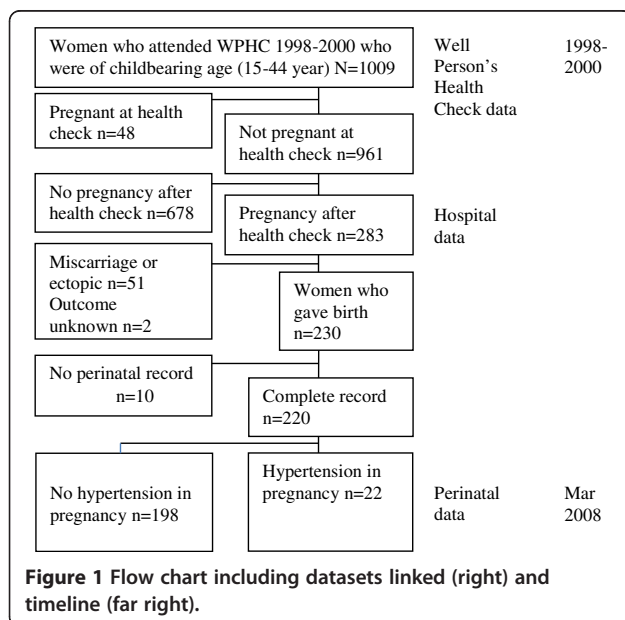 Women who attended WPHC 1998-2000 who
were of childbearing age (15-44 year) N=1009
Well
Person's
Health
Check data
1998-
2000
Pregnant at health
check n=48
Not pregnant at
health check n=961
No pregnancy after
health check n=678
Pregnancy after
health check n=283
Hospital
data
Miscarriage or
ectopic n=51
Outcome
unknown n=2
Women who
gave birth
n=230
No perinatal record
n=10
Complete record
n=220
No hypertension in
pregnancy n=198
Hypertension in
pregnancy n=22
Perinatal
data
Mar
2008
Figure 1 Flow chart including datasets linked (right) and
timeline (far right).